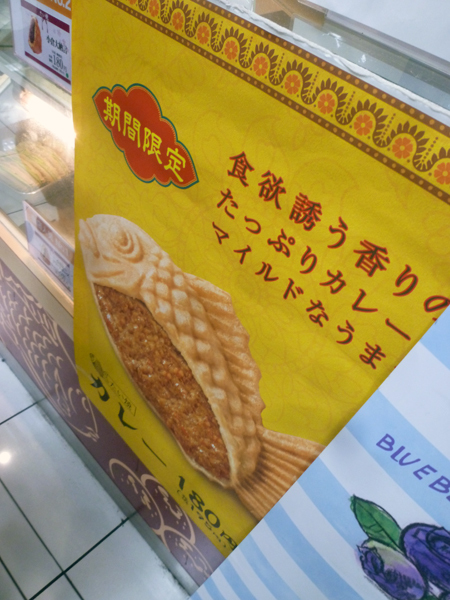 期間限定
食欲誘う香りの
たっぷりカレー
マイルドなうま
カレー
180円
BLUEB